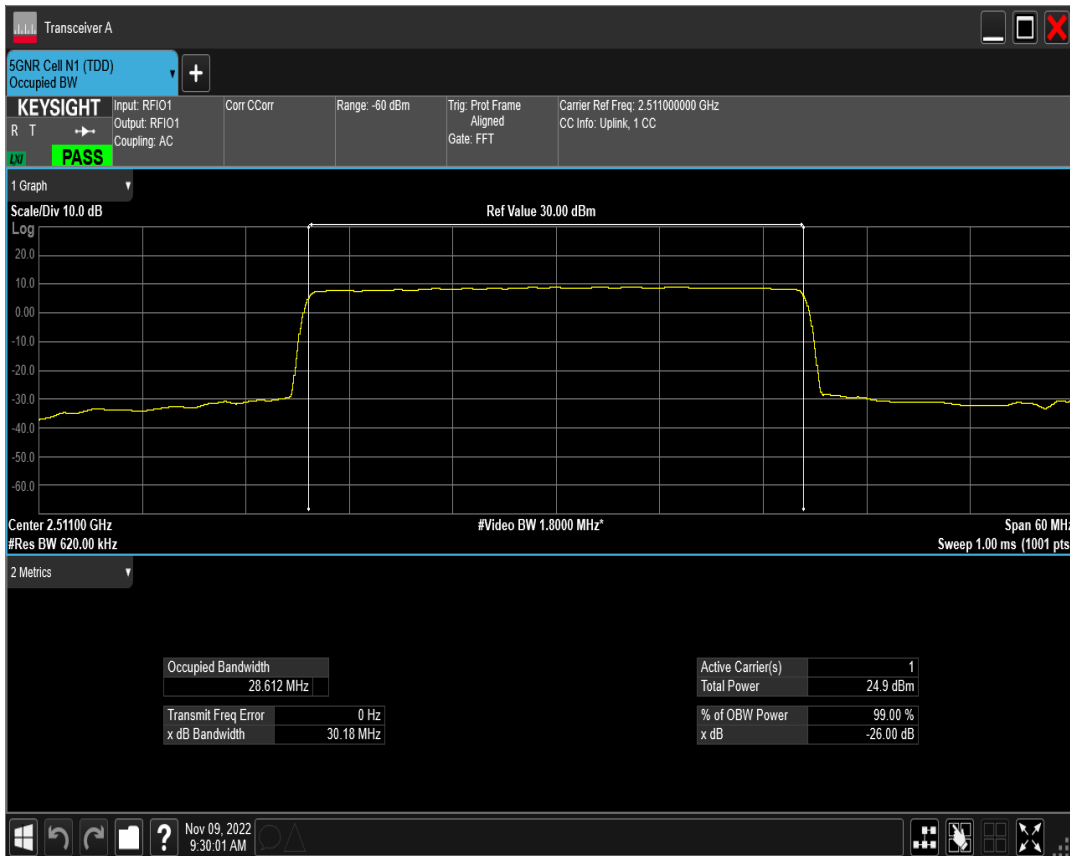 Transceiver A
5GNR Cell N1 (TDD)
Occupied BW
+
KEYSIGHT
R T
LXI
PASS
Input: RFIO1
Output: RFIO1
Coupling: AC
Corr CCorr
Range: -60 dBm
Trig: Prot Frame
Aligned
Gate: FFT
Carrier Ref Freq: 2.511000000 GHz
CC Info: Uplink, 1 CC
1 Graph
Scale/Div 10.0 dB
Ref Value 30.00 dBm
Log
20.0
10.0
0.00
-10.0
-20.0
-30.0
-40.0
-50.0
-60.0
Center 2.51100 GHz
#Video BW 1.8000 MHz*
Span 60 MHz
#Res BW 620.00 kHz
Sweep 1.00 ms (1001 pts
2 Metrics
Occupied Bandwidth
28.612 MHz
Transmit Freq Error 0 Hz
x dB Bandwidth 30.18 MHz
Active Carrier(s) 1
Total Power 24.9 dBm
% of OBW Power 99.00 %
x dB -26.00 dB
?
Nov 09, 2022
9:30:01 AM